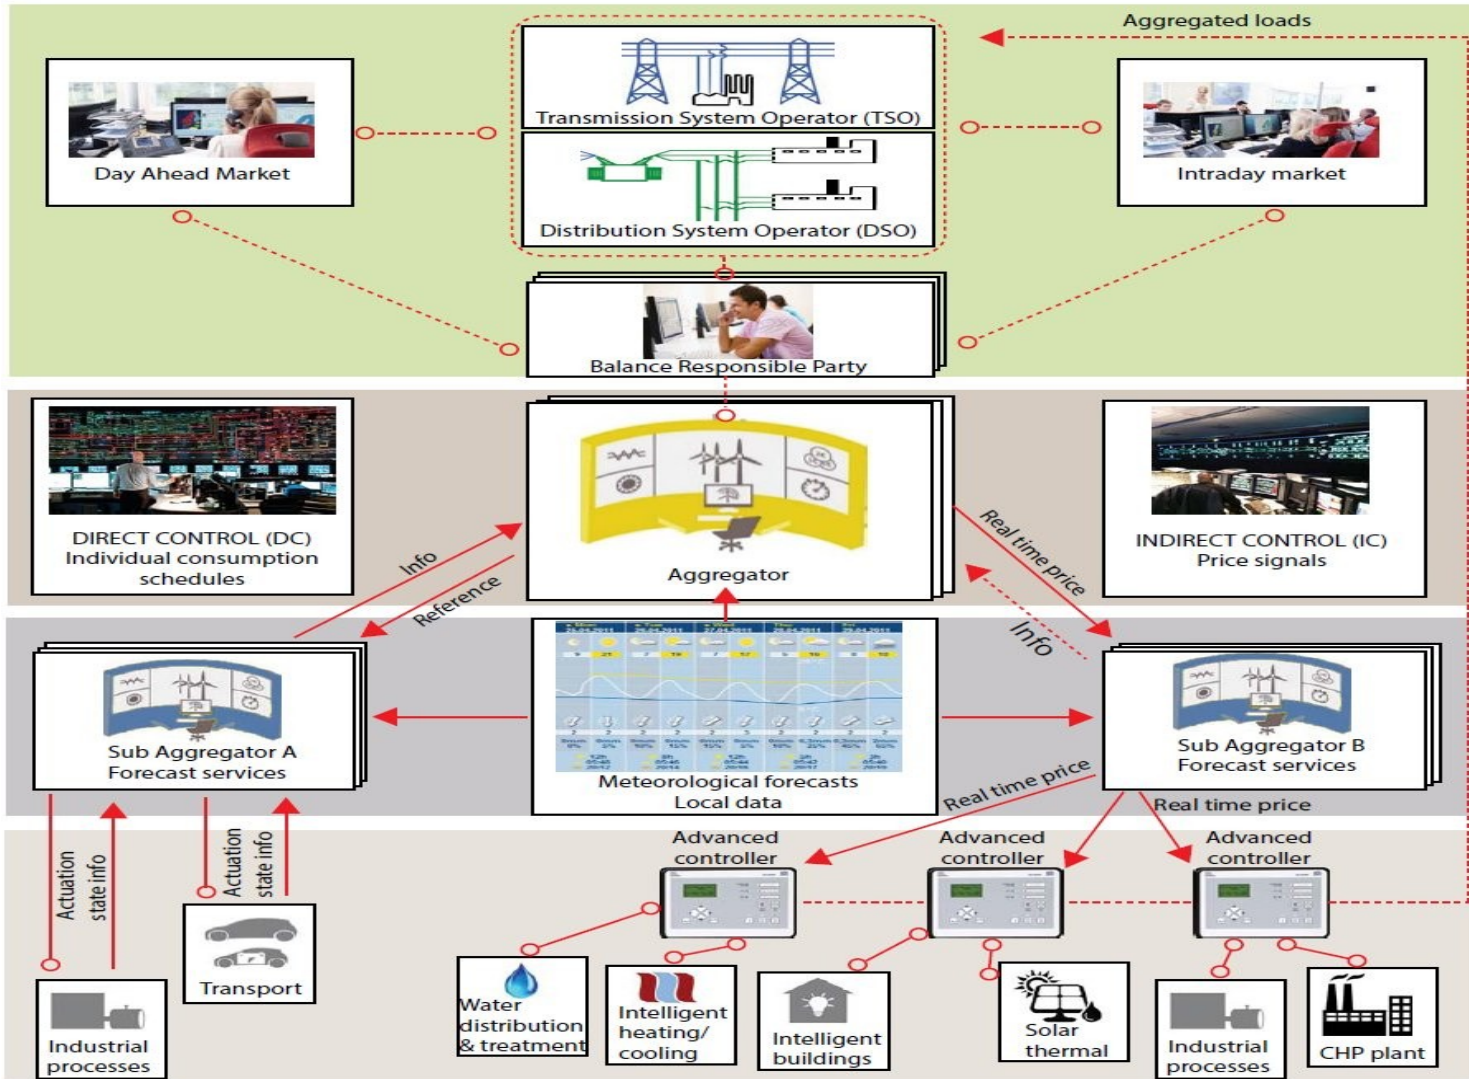 Aggregated loads
Transmission System Operator (TSO)
Day Ahead Market
Intraday market
Distribution System Operator (DSO)
Balance Responsible Party
DIRECT CONTROL (DC)
Individual consumption
schedules
Info
Reference
Aggregator
Real time price
INDIRECT CONTROL (IC)
Price signals
Info
Sub Aggregator A
Forecast services
Meteorological forecasts
Local data
Sub Aggregator B
Forecast services
Real time price
Real time price
Actuation
state info
Actuation
state info
Advanced
controller
Advanced
controller
Advanced
controller
Transport
Industrial
processes
Water
distribution
& treatment
Intelligent
heating/
cooling
Intelligent
buildings
Solar
thermal
Industrial
processes
CHP plant